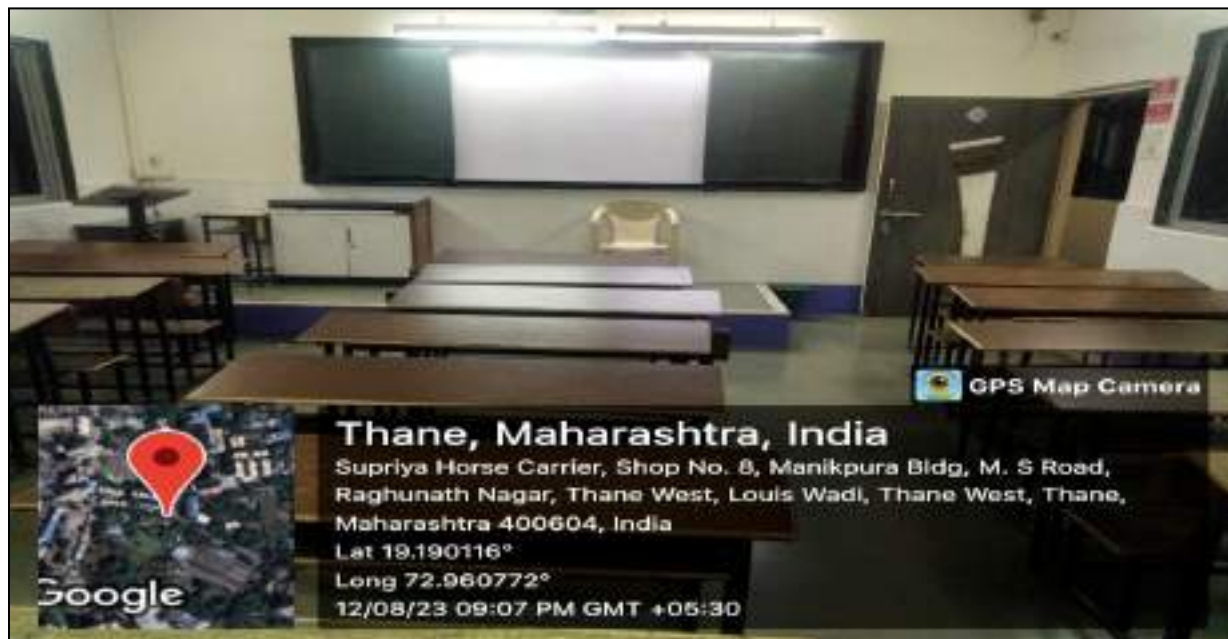 GPS Map Camera
Thane, Maharashtra, India
Supriya Horse Carrier, Shop No. 8, Manikpura Bldg, M. S Road,
Raghunath Nagar, Thane West, Louis Wadi, Thane West, Thane,
Maharashtra 400604, India
Lat 19.190116°
Long 72.960772°
12/08/23 09:07 PM GMT +05:30
Google